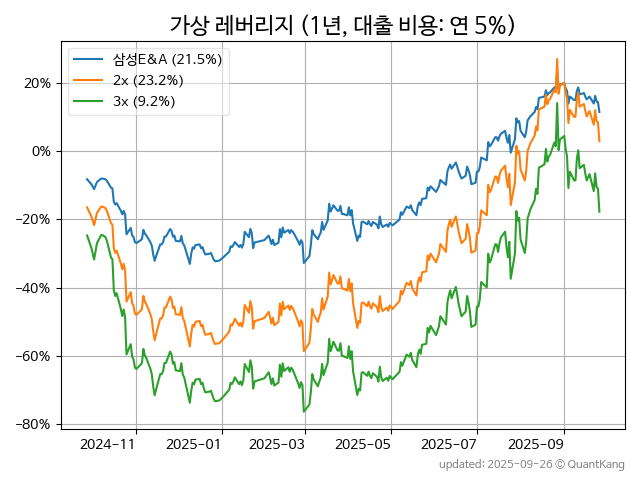 가상 레버리지 (1년, 대출 비용: 연 5%)
삼성E&A (21.5%)
2x (23.2%)
3x (9.2%)
20%
0%
−20%
−40%
−60%
−80%
2024-11 2025-01 2025-03 2025-05 2025-07 2025-09
updated: 2025-09-26 © QuantKang